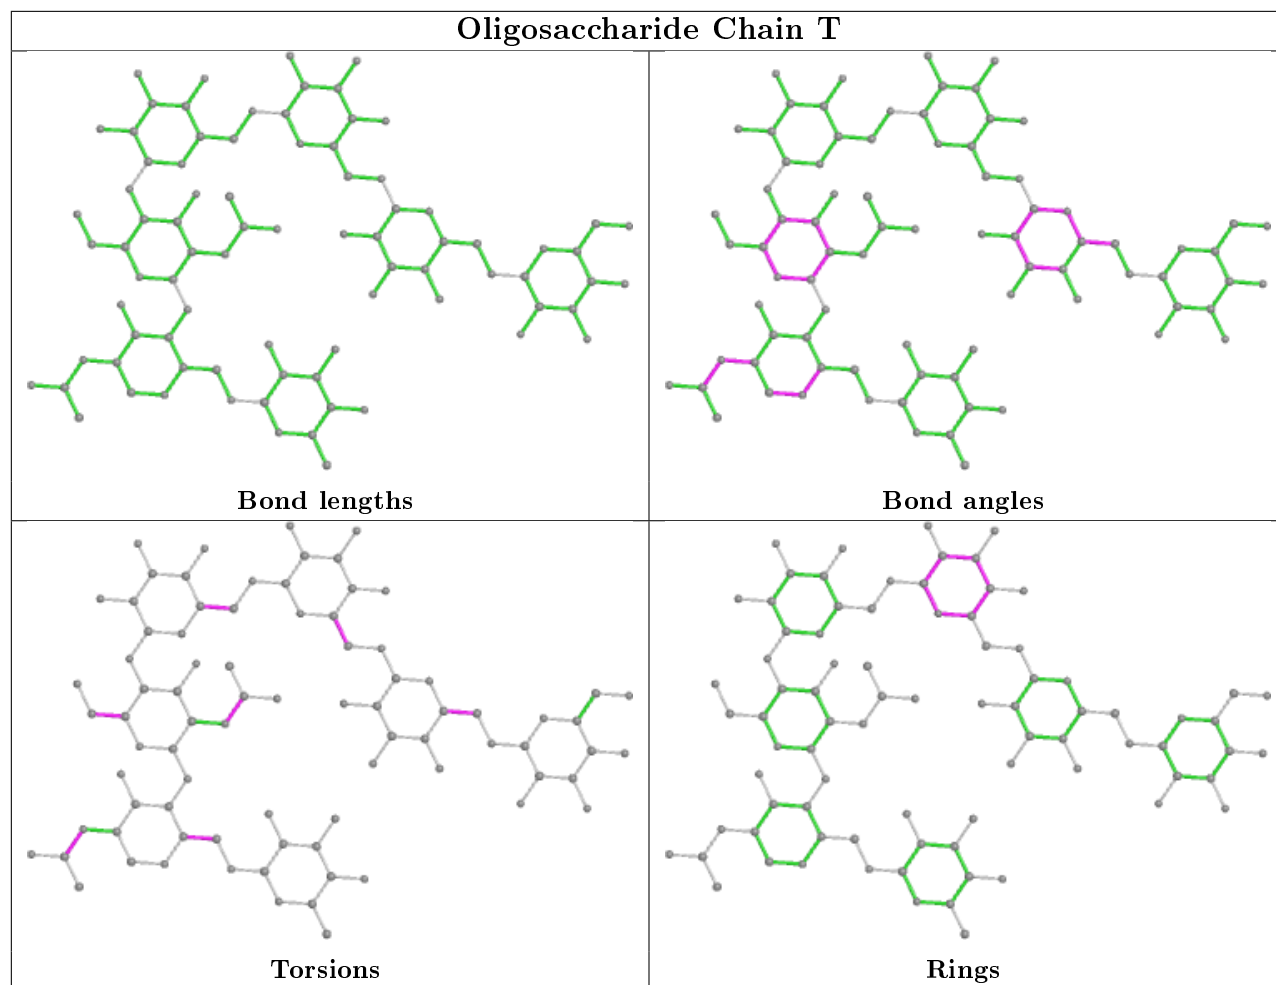 Oligosaccharide Chain T
Bond lengths
Bond angles
Torsions
Rings